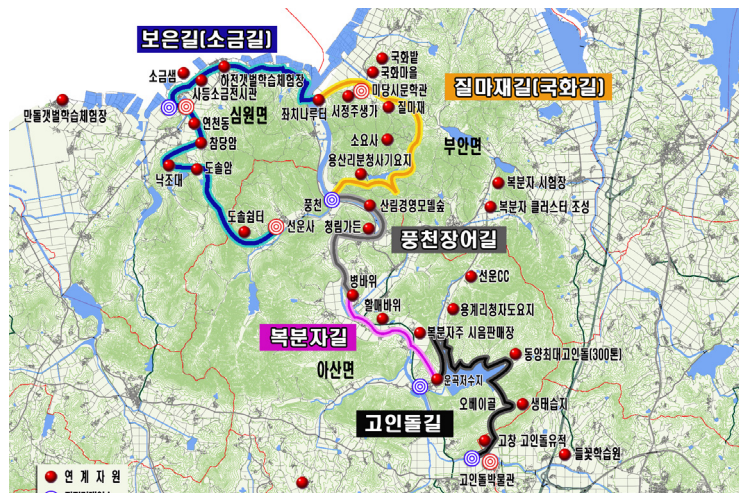 보은길(소금길)
국화밭
소금샘
하전갯벌학습체험장
국화마을
질마재길(국화길)
사등소금전시관
미당시문학관
만돌갯벌학습체험장
심원면
좌치나루터
서정주생가
질마재
연천동
참당암
소요사
부안면
용산리분청사기요지
낙조대
도솔암
복분자 시험장
풍천
산림경영모델숲
복분자 클러스터 조성
도솔쉼터
선운사
청림가든
풍천장어길
선운CC
병바위
할매바위
용계리청자도요지
복분자길
복분자주 시음판매장
동양최대고인돌(300톤)
아산면
운곡저수지
고인돌길
오베이골
생태습지
고창 고인돌유적
들꽃학습원
고인돌박물관
연계자원